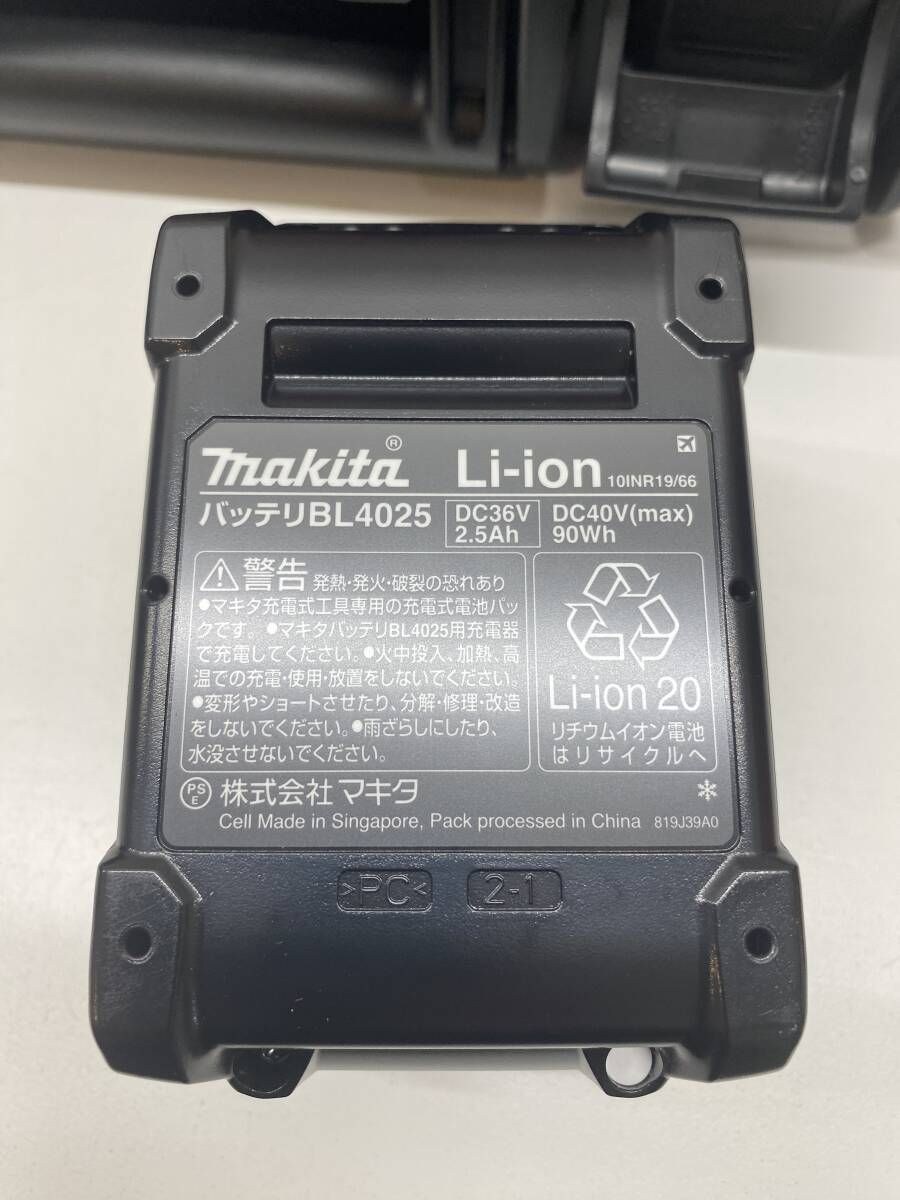 makita®
Li-ion 10INR19/66
バッテリBL4025
DC36V 2.5Ah
DC40V(max) 90Wh
警告 発熱・発火・破裂の恐れあり
●マキタ充電式工具専用の充電式電池パッ
クです。●マキタバッテリBL4025用充電器
で充電してください。●火中投入、加熱、高
温での充電・使用・放置をしないでください。
●変形やショートさせたり、分解・修理・改造
をしないでください。●雨ざらしにしたり、
水没させないでください。
Li-ion 20
リチウムイオン電池
はリサイクルへ
PS
E
株式会社 マキタ
Cell Made in Singapore, Pack processed in China 819J39A0
>PC< 2-1